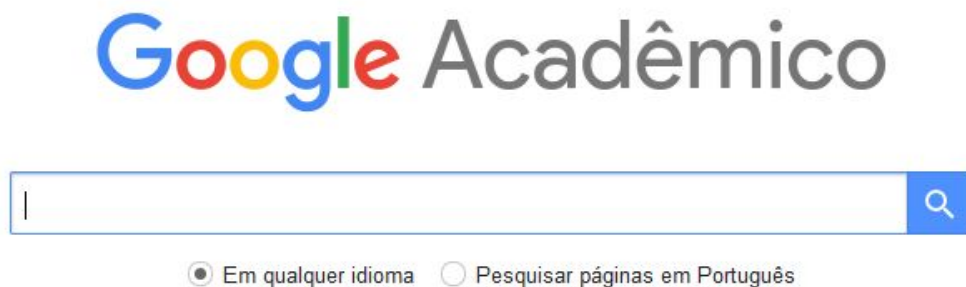 Google Acadêmico
Em qualquer idioma Pesquisar páginas em Português